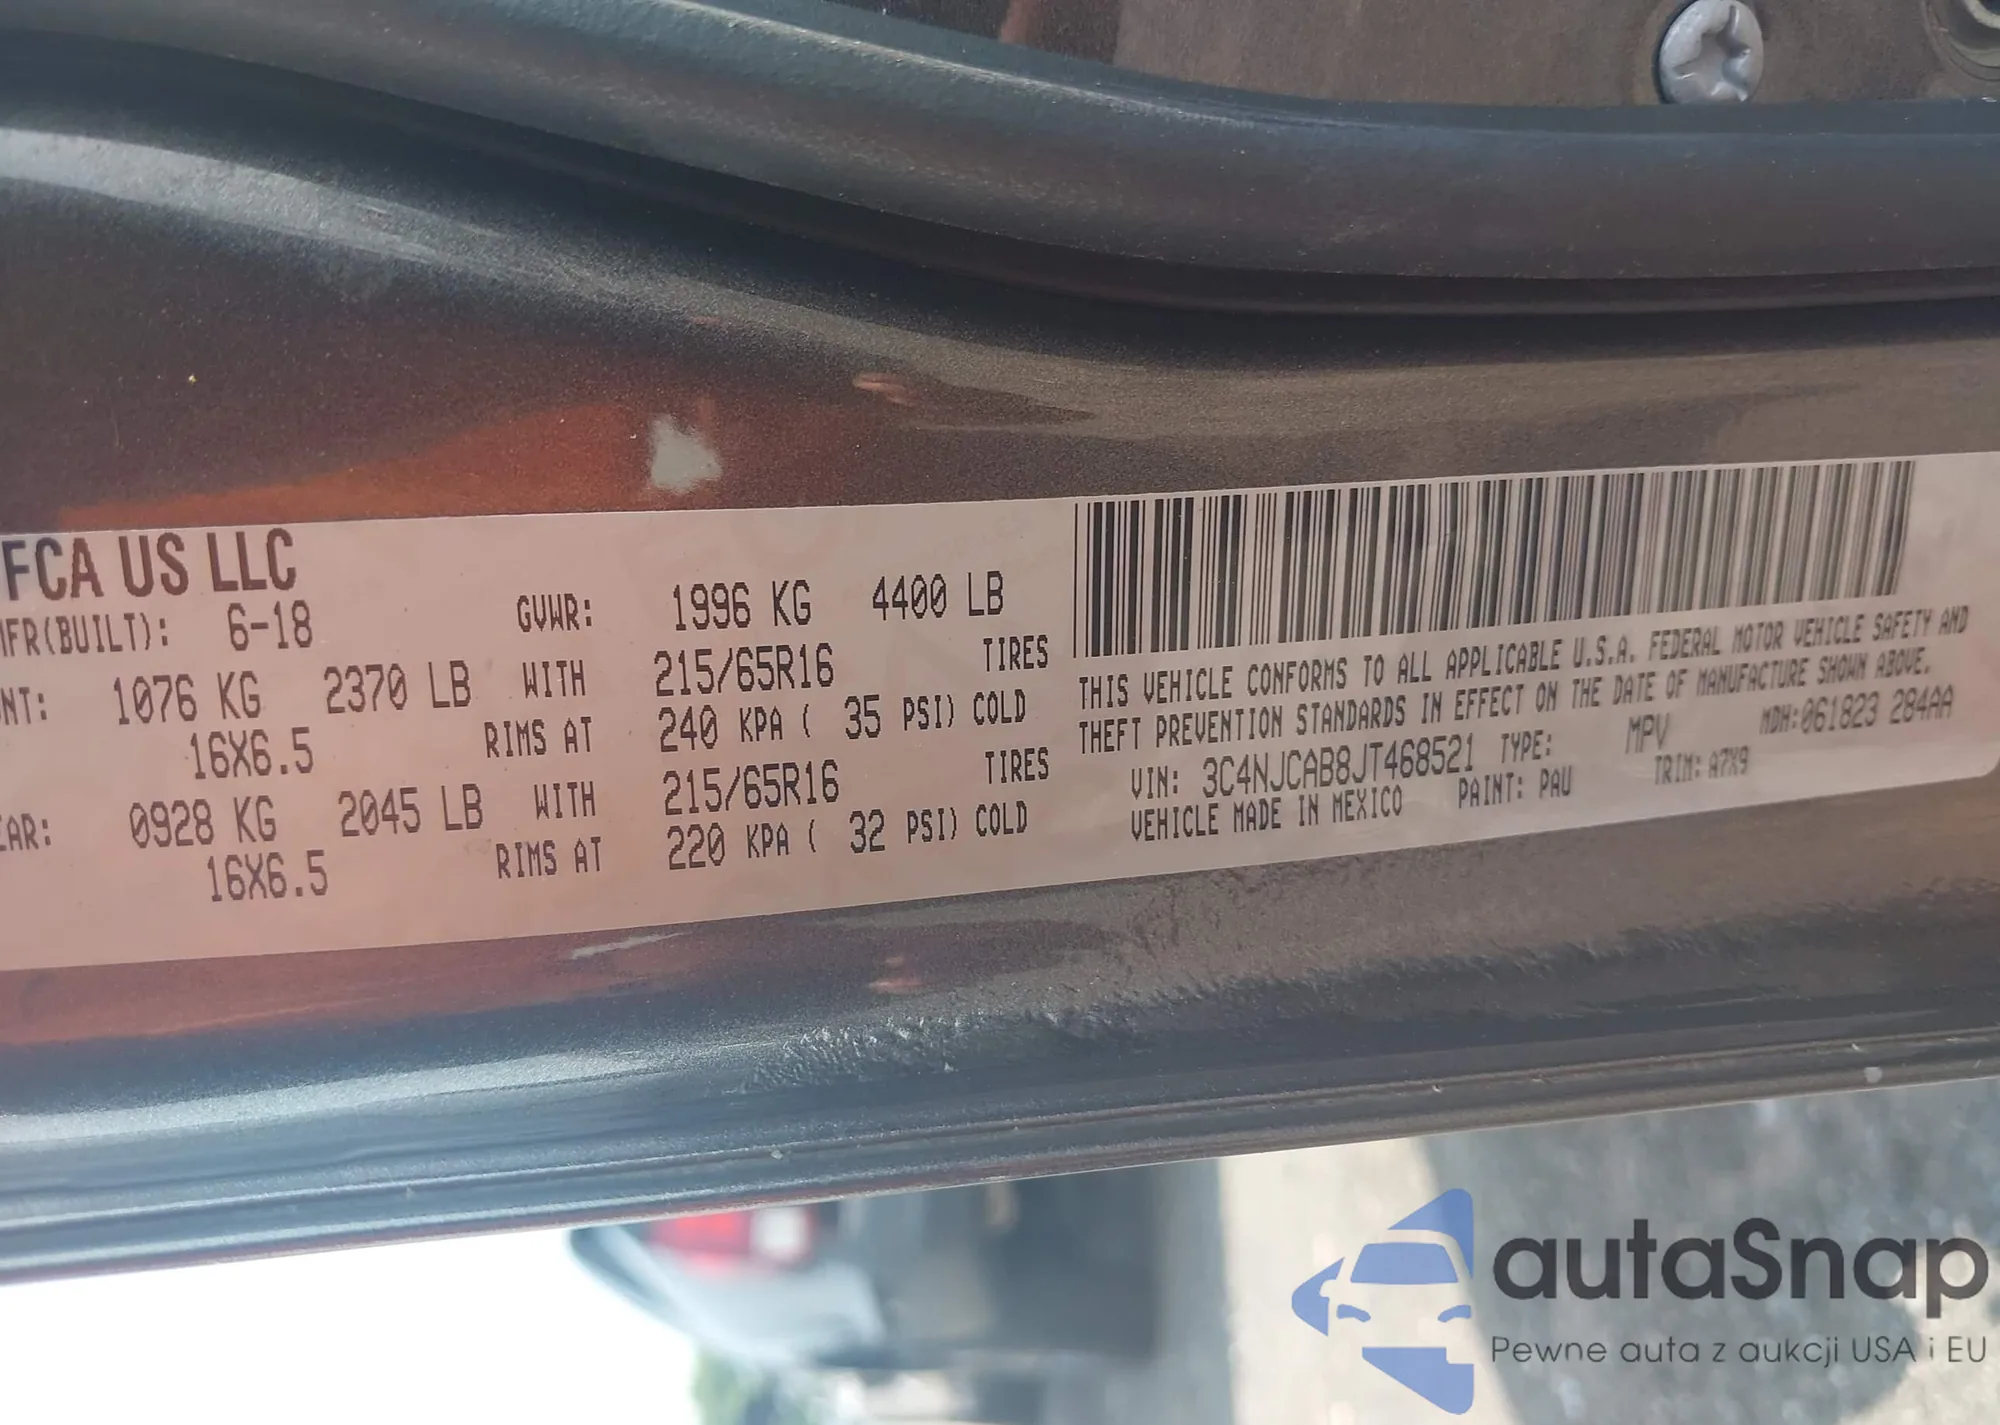 FCA US LLC
MFR(BUILT): 6-18 GVWR: 1996 KG 4400 LB
NT: 1076 KG 2370 LB WITH 215/65R16 TIRES
16X6.5 RIMS AT 240 KPA ( 35 PSI) COLD
EAR: 0928 KG 2045 LB WITH 215/65R16 TIRES
16X6.5 RIMS AT 220 KPA ( 32 PSI) COLD
THIS VEHICLE CONFORMS TO ALL APPLICABLE U.S.A. FEDERAL MOTOR VEHICLE SAFETY AND
THEFT PREVENTION STANDARDS IN EFFECT ON THE DATE OF MANUFACTURE SHOWN ABOVE.
VIN: 3C4NJCAB8JT468521 TYPE: MPV MDH:061823 284AA
VEHICLE MADE IN MEXICO PAINT: PAU TRIM: A7X9
autaSnap
Pewne auta z aukcji USA i EU